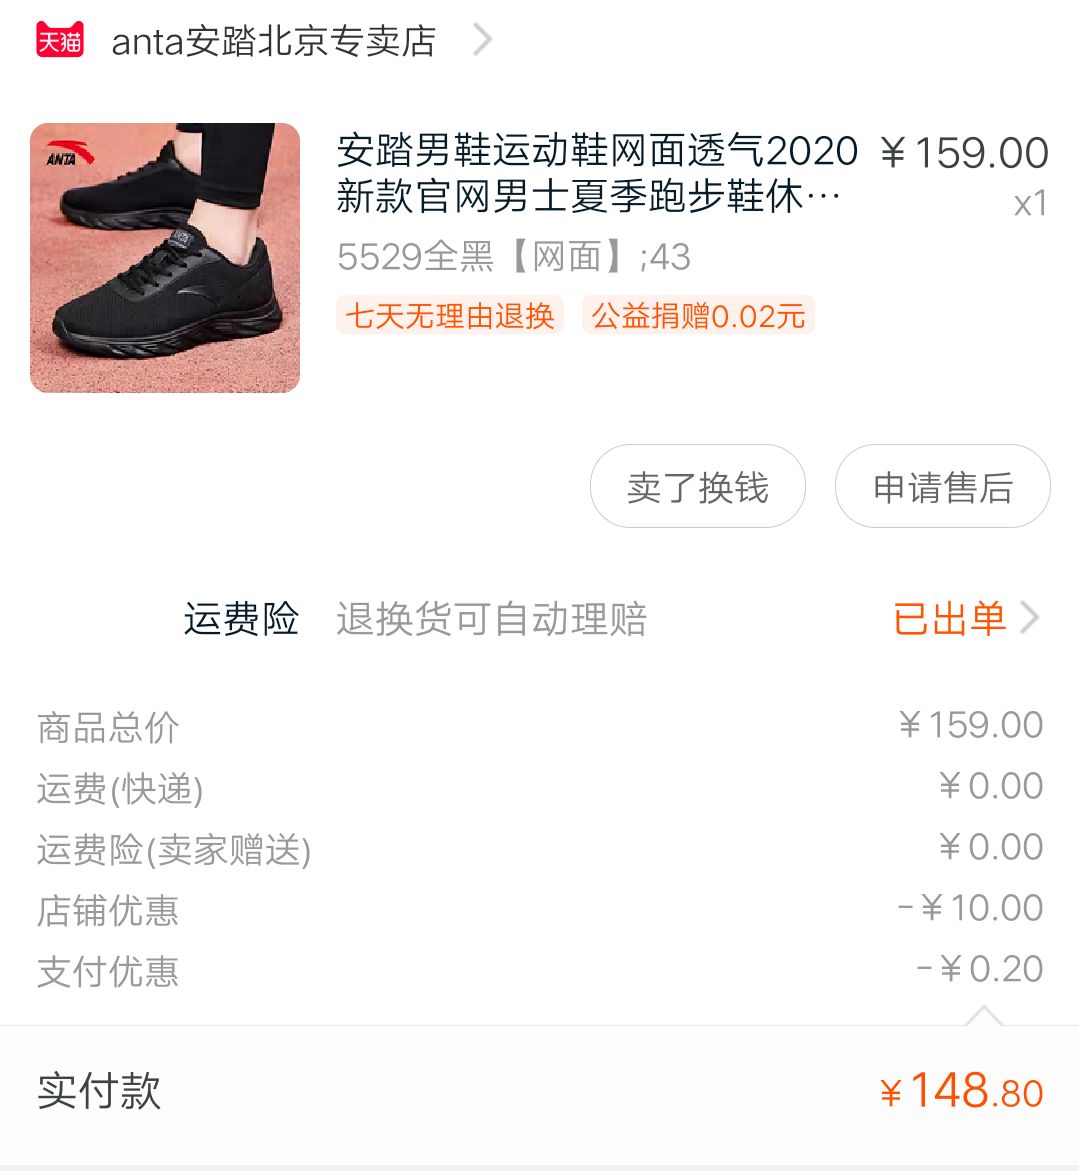 天猫 anta安踏北京专卖店
ANTA
安踏男鞋运动鞋网面透气2020 ￥159.00
新款官网男士夏季跑步鞋休…
x1
5529全黑【网面】;43
七天无理由退换 公益捐赠0.02元
卖了换钱 申请售后
运费险 退换货可自动理赔 已出单
商品总价 ￥159.00
运费(快递) ￥0.00
运费险(卖家赠送) ￥0.00
店铺优惠 -￥10.00
支付优惠 -￥0.20
实付款 ￥148.80